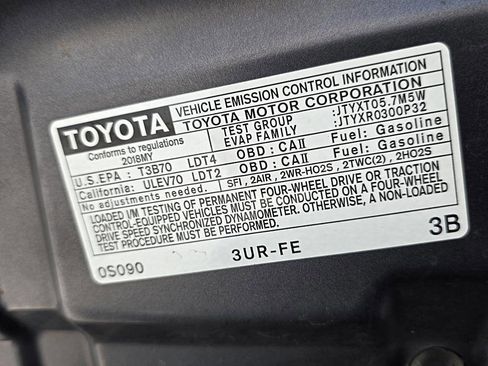 TOYOTA
VEHICLE EMISSION CONTROL INFORMATION
TOYOTA MOTOR CORPORATION
Conforms to regulations
2018MY
TEST GROUP :JTYXT05.7M5W
EVAP FAMILY :JTYXR0300P32
U.S.EPA : T3B70 LDT4 OBD : CAII Fuel: Gasoline
California: ULEV70 LDT2 OBD : CAII Fuel: Gasoline
No adjustments needed. SFI, 2AIR, 2WR-HO2S, 2TWC(2), 2HO2S
LOADED I/M TESTING OF PERMANENT FOUR-WHEEL DRIVE OR TRACTION
CONTROL-EQUIPPED VEHICLES MUST BE CONDUCTED ON A FOUR-WHEEL
DRIVE SPEED SYNCHRONIZED DYNAMOMETER. OTHERWISE, A NON-LOADED
TEST PROCEDURE MUST BE PERFORMED.
0S090 3UR-FE 3B